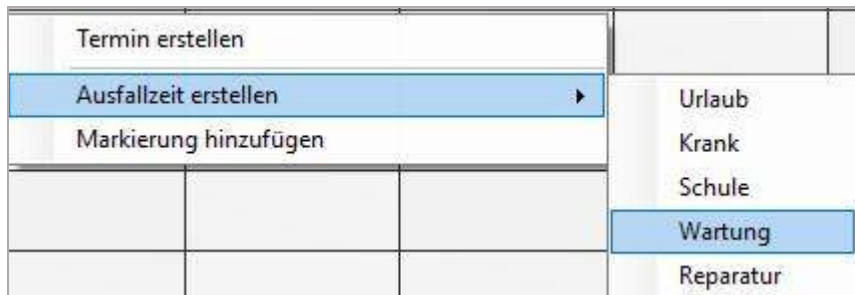 Termin erstellen
Ausfallzeit erstellen
Markierung hinzufügen
Urlaub
Krank
Schule
Wartung
Reparatur